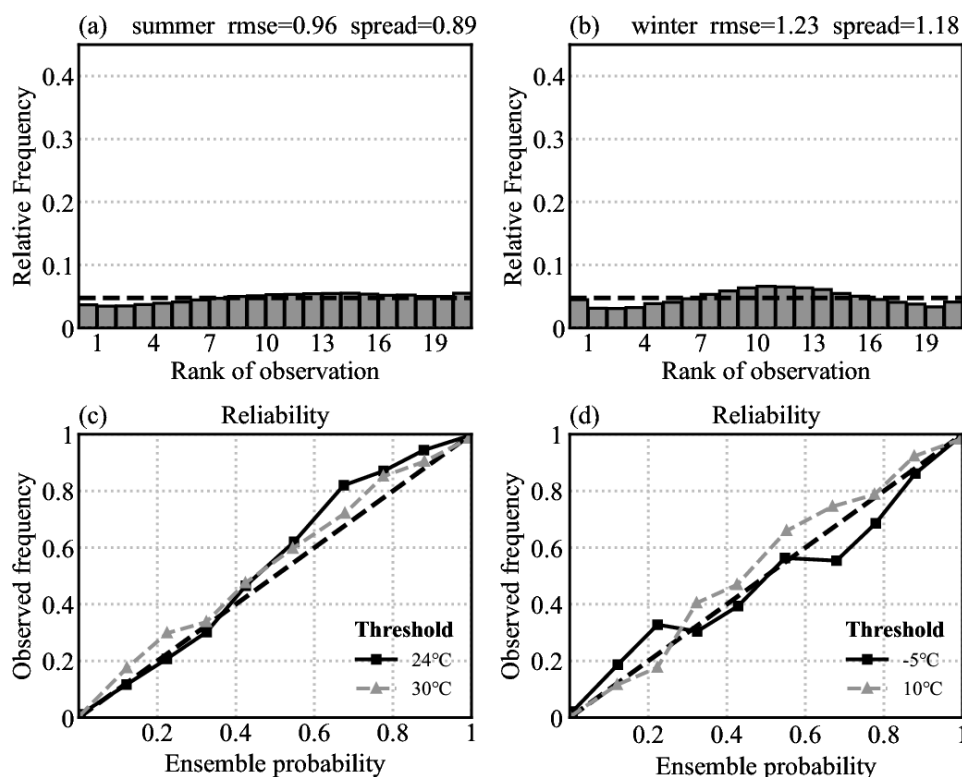 (a) summer rmse=0.96 spread=0.89
0.4
0.3
0.2
0.1
0
Relative Frequency
1 4 7 10 13 16 19
Rank of observation
(b) winter rmse=1.23 spread=1.18
0.4
0.3
0.2
0.1
0
Relative Frequency
1 4 7 10 13 16 19
Rank of observation
(c) Reliability
1
0.8
0.6
0.4
0.2
0
Observed frequency
Threshold
24°C
30°C
0.2 0.4 0.6 0.8 1
Ensemble probability
(d) Reliability
1
0.8
0.6
0.4
0.2
0
Observed frequency
Threshold
-5°C
10°C
0.2 0.4 0.6 0.8 1
Ensemble probability